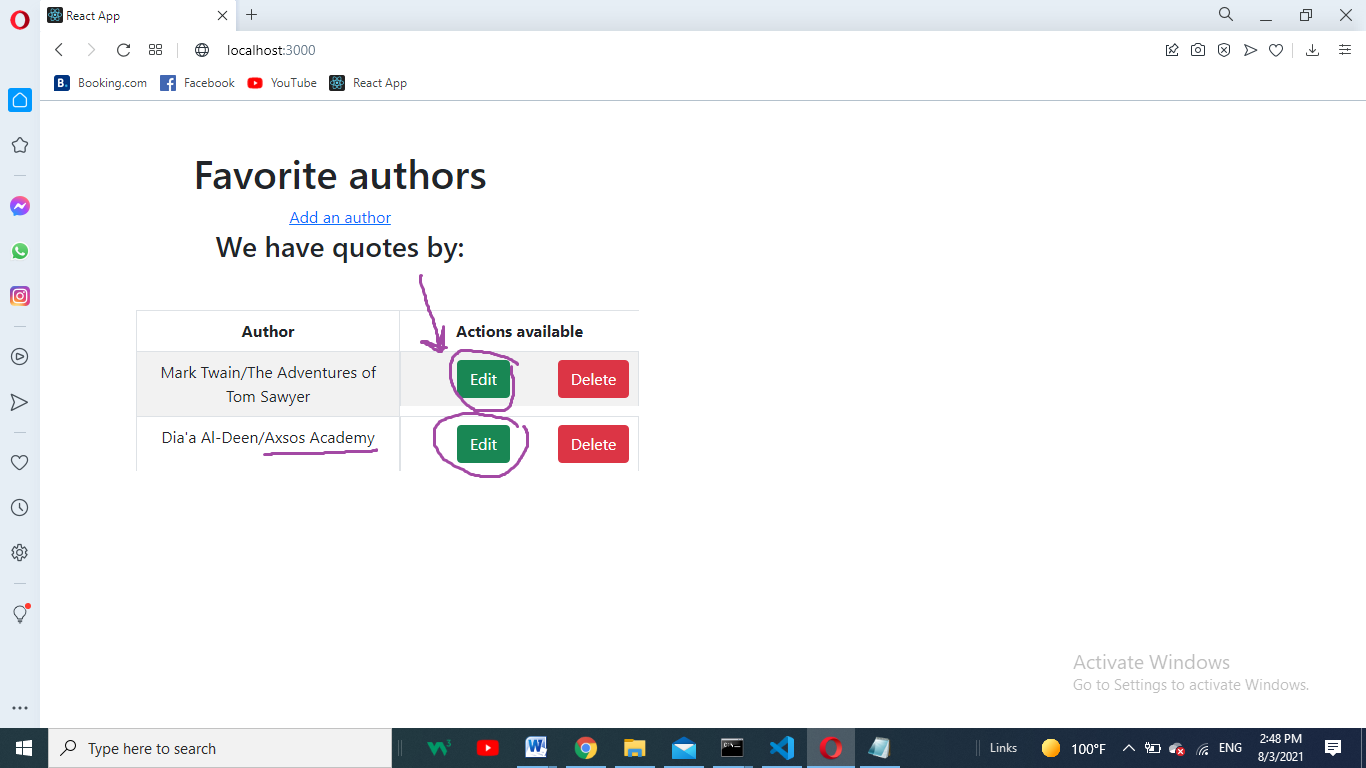 React App
localhost:3000
Booking.com Facebook YouTube React App
Favorite authors
Add an author
We have quotes by:
Author Actions available
Mark Twain/The Adventures of
Tom Sawyer
Edit Delete
Dia'a Al-Deen/Axsos Academy
Edit Delete
Activate Windows
Go to Settings to activate Windows.
Type here to search
Links 100°F ENG 2:48 PM
8/3/2021